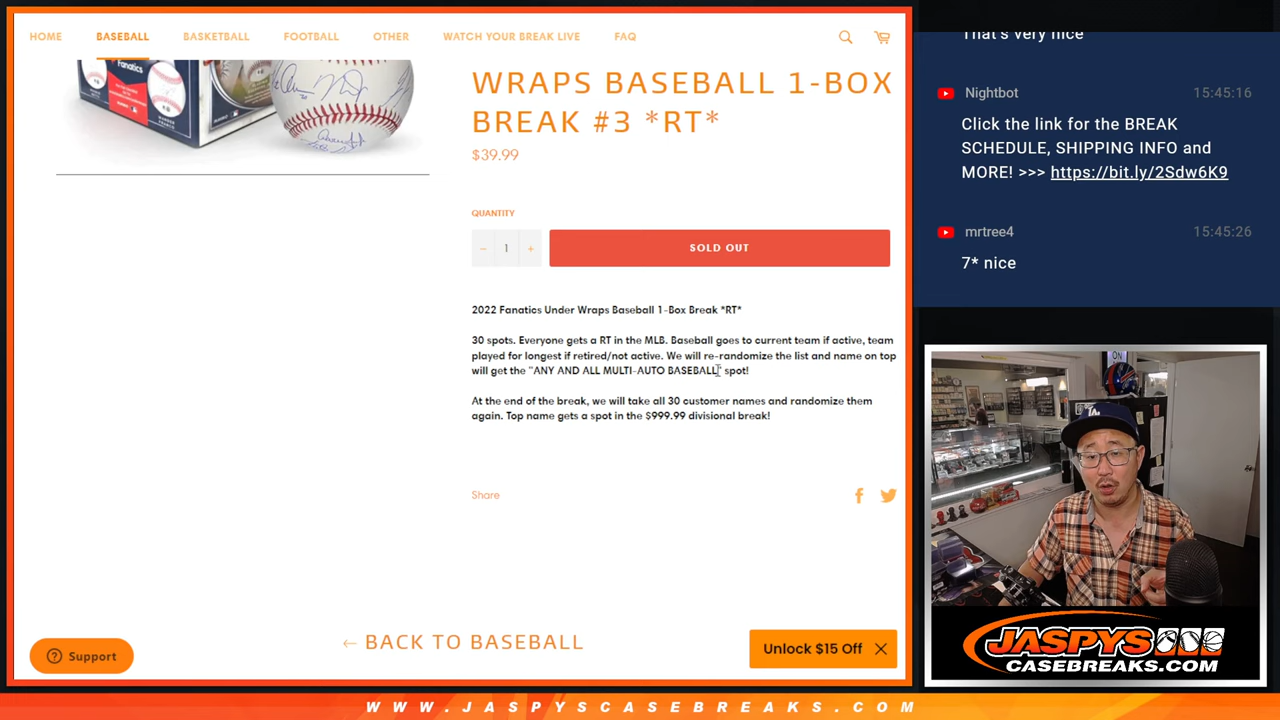 HOME BASEBALL BASKETBALL FOOTBALL OTHER WATCH YOUR BREAK LIVE FAQ
Fanatics
WRAPS BASEBALL 1-BOX
BREAK #3 *RT*
$39.99
QUANTITY
− 1 +
SOLD OUT
2022 Fanatics Under Wraps Baseball 1-Box Break *RT*
30 spots. Everyone gets a RT in the MLB. Baseball goes to current team if active, team
played for longest if retired/not active. We will re-randomize the list and name on top
will get the "ANY AND ALL MULTI-AUTO BASEBALL" spot!
At the end of the break, we will take all 30 customer names and randomize them
again. Top name gets a spot in the $999.99 divisional break!
Share
← BACK TO BASEBALL
Support
Unlock $15 Off
That's very nice
Nightbot 15:45:16
Click the link for the BREAK
SCHEDULE, SHIPPING INFO and
MORE! >>> https://bit.ly/2Sdw6K9
mrtree4 15:45:26
7* nice
ON
LA
JASPYS
CASEBREAKS.COM
WWW.JASPYSCASEBREAKS.COM